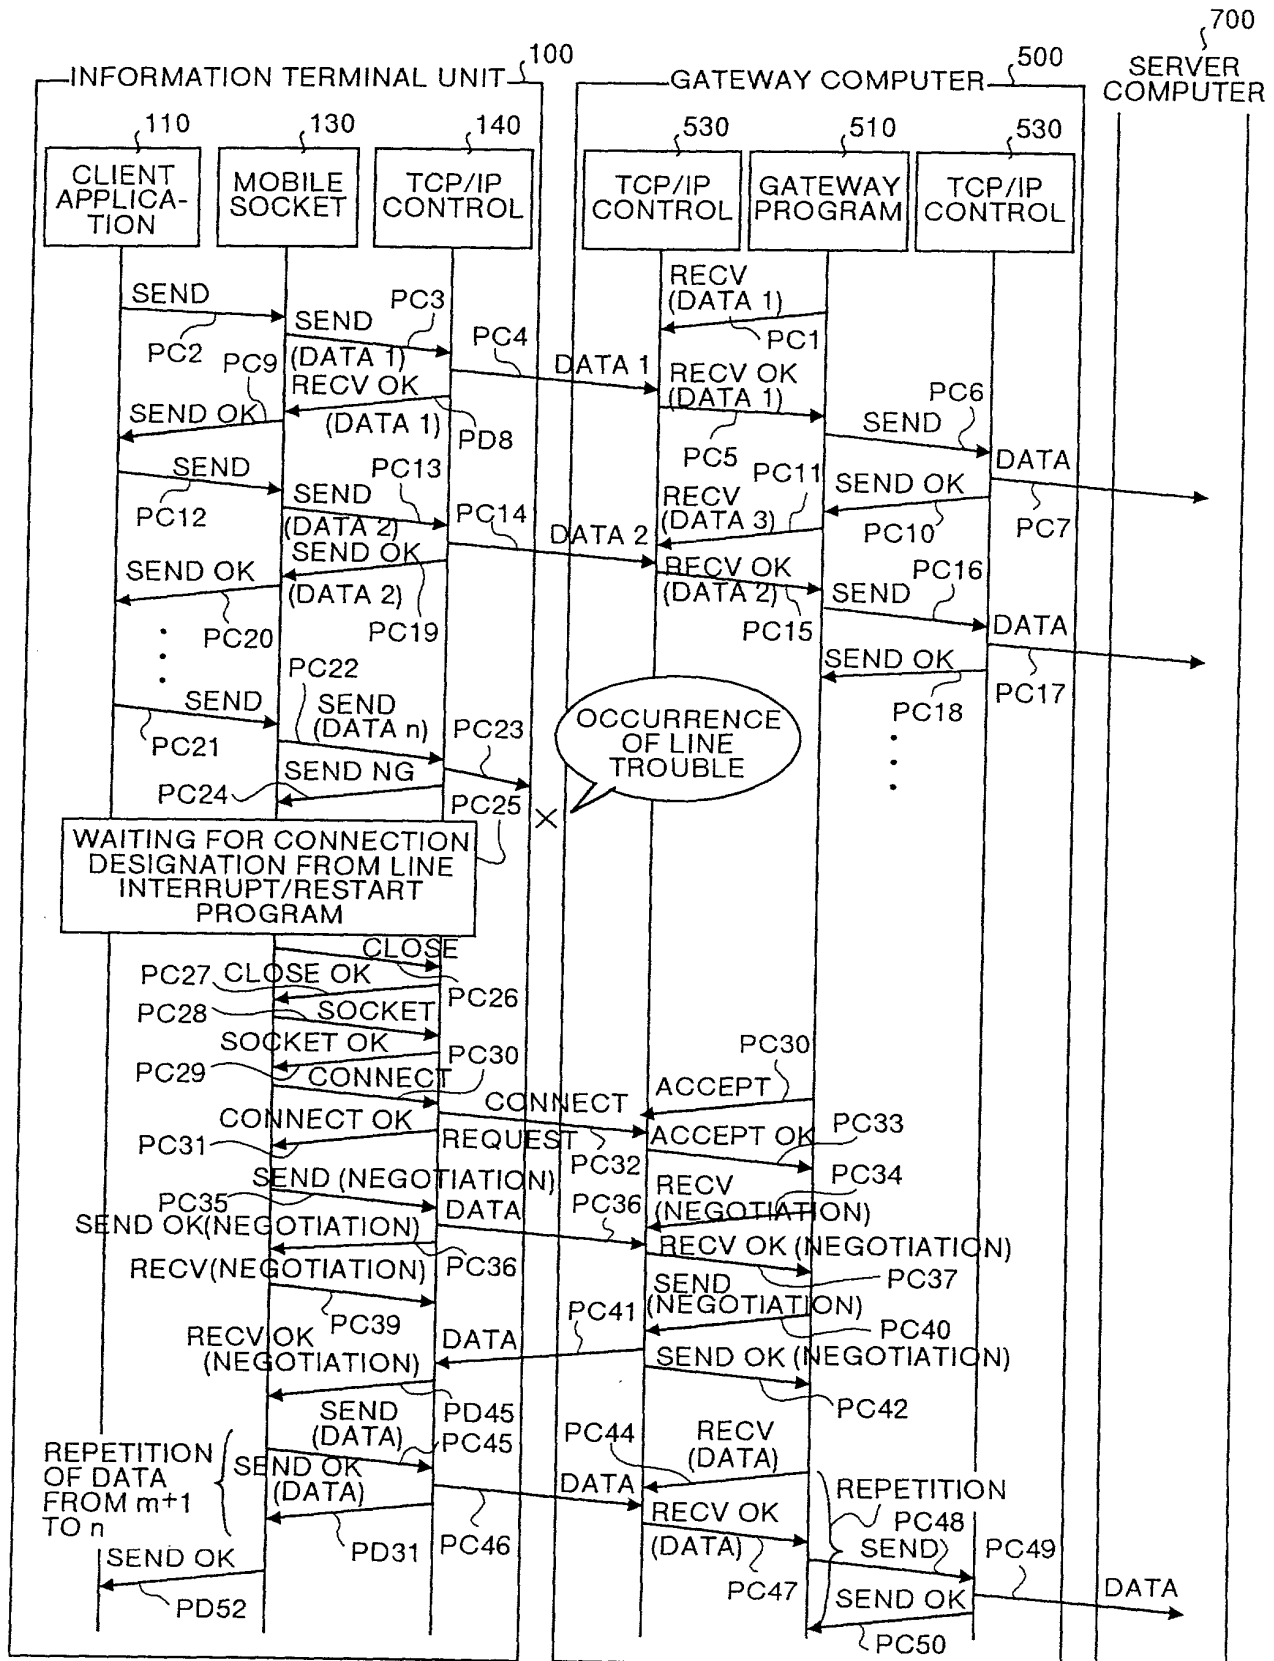 700
INFORMATION TERMINAL UNIT
100
GATEWAY COMPUTER
500
SERVER
COMPUTER
110
130
140
530
510
530
CLIENT
APPLICA-
TION
MOBILE
SOCKET
TCP/IP
CONTROL
TCP/IP
CONTROL
GATEWAY
PROGRAM
TCP/IP
CONTROL
RECV
(DATA 1)
SEND
PC3
PC1
SEND
PC4
PC2
(DATA 1)
PC9
DATA 1
RECV OK
(DATA 1)
RECV OK
PC6
SEND OK
(DATA 1)
SEND
PD8
PC5
DATA
SEND
PC13
PC11
SEND OK
SEND
RECV
(DATA 3)
PC12
(DATA 2)
PC14
PC10
PC7
DATA 2
SEND OK
SEND OK
RECV OK
(DATA 2)
PC16
(DATA 2)
SEND
PC20
PC19
PC15
DATA
SEND OK
PC22
PC17
PC18
SEND
SEND
(DATA n)
PC23
OCCURRENCE
OF LINE
TROUBLE
PC21
SEND NG
PC24
PC25
WAITING FOR CONNECTION
DESIGNATION FROM LINE
INTERRUPT/RESTART
PROGRAM
CLOSE
PC27
CLOSE OK
PC26
PC28
SOCKET
SOCKET OK
PC30
PC30
PC29
CONNECT
ACCEPT
CONNECT
CONNECT OK
PC33
PC31
REQUEST
ACCEPT OK
PC32
PC34
SEND (NEGOTIATION)
RECV
(NEGOTIATION)
PC35
DATA
PC36
SEND OK(NEGOTIATION)
RECV OK (NEGOTIATION)
PC36
RECV(NEGOTIATION)
PC37
SEND
(NEGOTIATION)
PC39
PC41
PC40
RECV OK
(NEGOTIATION)
DATA
SEND OK (NEGOTIATION)
PD45
PC42
SEND
(DATA)
PC45
PC44
RECV
(DATA)
REPETITION
OF DATA
FROM m+1
TO n
SEND OK
(DATA)
DATA
REPETITION
PC48
RECV OK
(DATA)
SEND
PC49
PD31
PC46
PC47
SEND OK
DATA
SEND OK
PD52
PC50